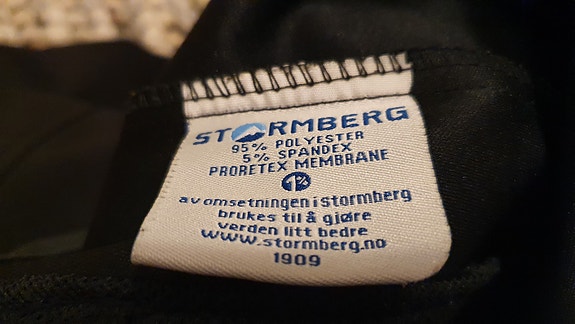 STORMBERG
95% POLYESTER
5% SPANDEX
PRORETEX MEMBRANE
1%
av omsetningen i stormberg
brukes til å gjøre
verden litt bedre
www.stormberg.no
1909